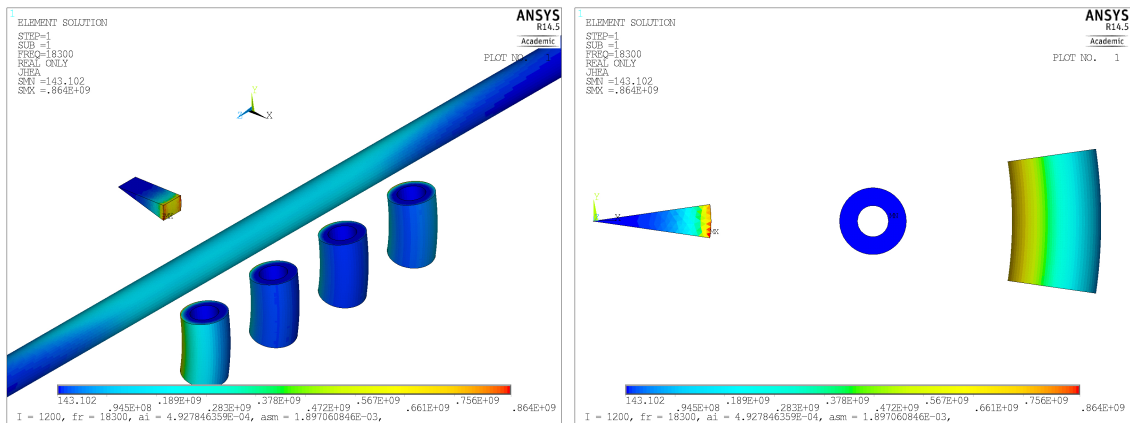 1
ELEMENT SOLUTION
STEP=1
SUB =1
FREQ=18300
REAL ONLY
JHEA
SMN =143.102
SMX =.864E+09
ANSYS
R14.5
Academic
PLOT NO. 1
Y
Z X
MX
143.102 .189E+09 .378E+09 .567E+09 .756E+09
.945E+08 .283E+09 .472E+09 .661E+09 .864E+09
I = 1200, fr = 18300, ai = 4.927846359E-04, asm = 1.897060846E-03,
1
ELEMENT SOLUTION
STEP=1
SUB =1
FREQ=18300
REAL ONLY
JHEA
SMN =143.102
SMX =.864E+09
ANSYS
R14.5
Academic
PLOT NO. 1
Y
Z X
MX
143.102 .189E+09 .378E+09 .567E+09 .756E+09
.945E+08 .283E+09 .472E+09 .661E+09 .864E+09
I = 1200, fr = 18300, ai = 4.927846359E-04, asm = 1.897060846E-03,